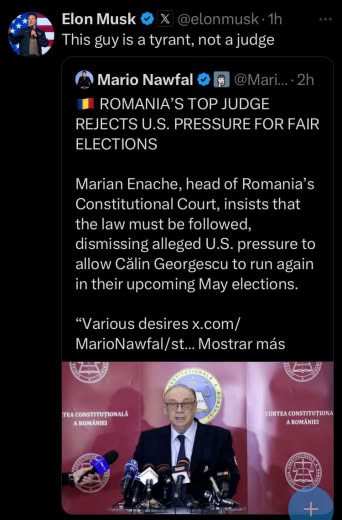 Elon Musk X @elonmusk · 1h ...
This guy is a tyrant, not a judge
Mario Nawfal @Mari... · 2h
ROMANIA'S TOP JUDGE
REJECTS U.S. PRESSURE FOR FAIR
ELECTIONS
Marian Enache, head of Romania's
Constitutional Court, insists that
the law must be followed,
dismissing alleged U.S. pressure to
allow Călin Georgescu to run again
in their upcoming May elections.
“Various desires x.com/
MarioNawfal/st... Mostrar más
TEA CONSTITUȚIONALĂ
A ROMÂNIEI
CURTEA CONSTITUȚIONA
A ROMÂNIEI